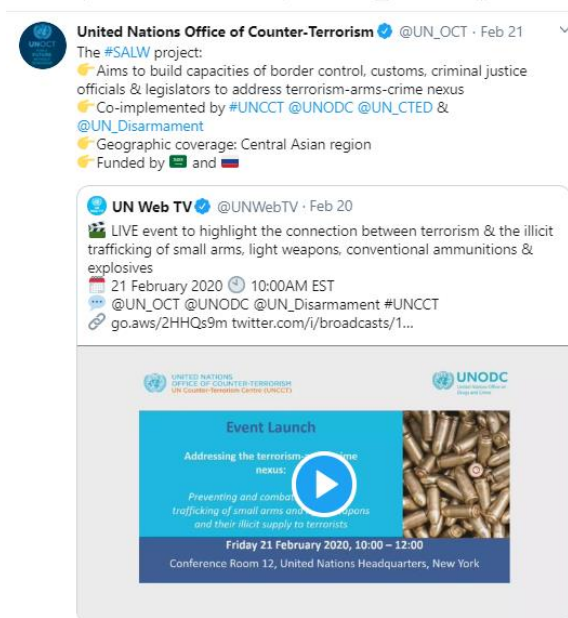 United Nations Office of Counter-Terrorism @UN_OCT · Feb 21
The #SALW project:
👉Aims to build capacities of border control, customs, criminal justice
officials & legislators to address terrorism-arms-crime nexus
👉Co-implemented by #UNCCT @UNODC @UN_CTED &
@UN_Disarmament
👉Geographic coverage: Central Asian region
👉Funded by 🇸🇦 and 🇷🇺
UN Web TV @UNWebTV · Feb 20
🎬 LIVE event to highlight the connection between terrorism & the illicit
trafficking of small arms, light weapons, conventional ammunitions &
explosives
🗓 21 February 2020 🕙 10:00AM EST
💬 @UN_OCT @UNODC @UN_Disarmament #UNCCT
🔗 go.aws/2HHQs9m twitter.com/i/broadcasts/1...
UNITED NATIONS
OFFICE OF COUNTER-TERRORISM
UN Counter-Terrorism Centre (UNCCT)
UNODC
United Nations Office on
Drugs and Crime
Event Launch
Addressing the terrorism-a me
nexus:
Preventing and combat
trafficking of small arms and pons
and their illicit supply to terrorists
Friday 21 February 2020, 10:00 – 12:00
Conference Room 12, United Nations Headquarters, New York